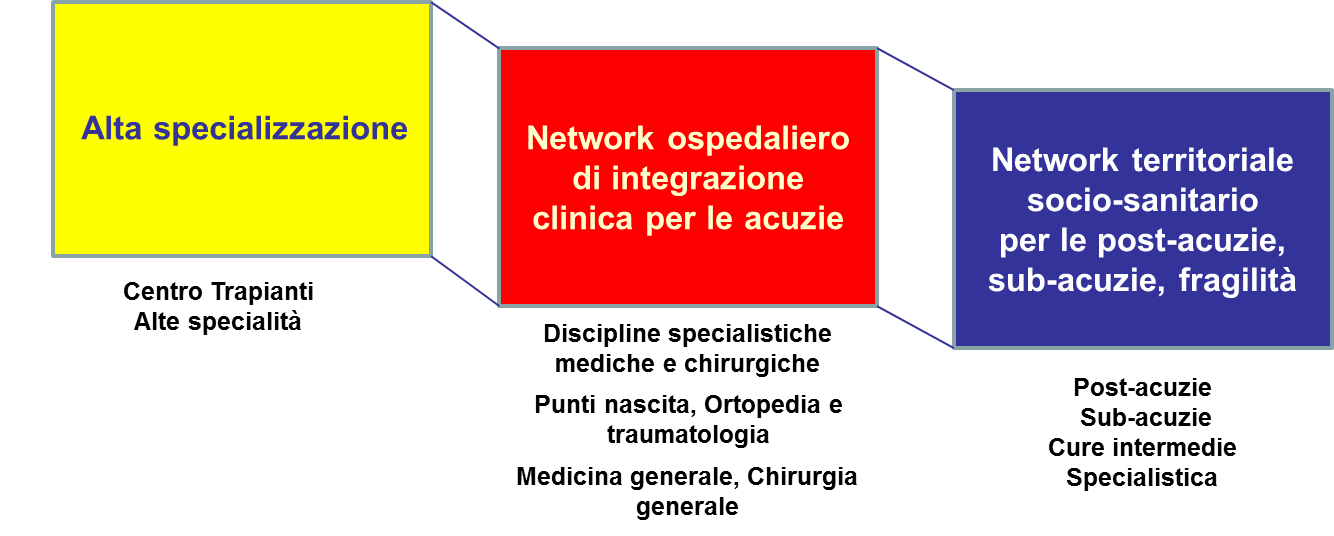 Alta specializzazione
Centro Trapianti
Alte specialità
Network ospedaliero
di integrazione
clinica per le acuzie
Discipline specialistiche
mediche e chirurgiche
Punti nascita, Ortopedia e
traumatologia
Medicina generale, Chirurgia
generale
Network territoriale
socio-sanitario
per le post-acuzie,
sub-acuzie, fragilità
Post-acuzie
Sub-acuzie
Cure intermedie
Specialistica